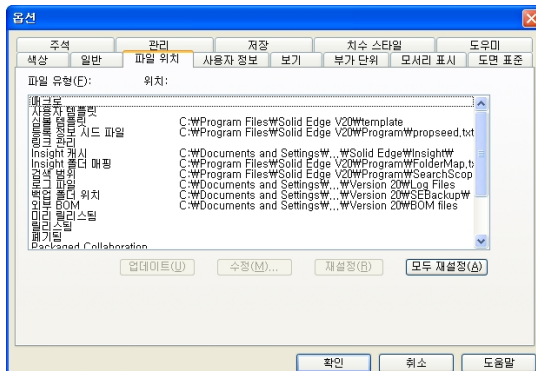 옵션
주석 관리 저장 치수 스타일 도우미
색상 일반 파일 위치 사용자 정보 보기 부가 단위 모서리 표시 도면 표준
파일 유형(F): 위치:
매크로
사용자 템플릿
심볼 템플릿 C:₩Program Files₩Solid Edge V20₩template
등록 정보 시드 파일 C:₩Program Files₩Solid Edge V20₩Program₩propseed.txt
링크 관리
Insight 캐시 C:₩Documents and Settings₩...₩Solid Edge₩Insight₩
Insight 폴더 매핑 C:₩Program Files₩Solid Edge V20₩Program₩FolderMap.tx
검색 범위 C:₩Program Files₩Solid Edge V20₩Program₩SearchScop
로그 파일 C:₩Documents and Settings₩...₩Version 20₩Log Files
백업 폴더 위치 C:₩Documents and Settings₩...₩Version 20₩SEBackup₩
외부 BOM C:₩Documents and Settings₩...₩Version 20₩BOM files
미리 릴리스됨
릴리스됨
폐기됨
Packaged Collaboration
업데이트(U) 수정(M)... 재설정(R) 모두 재설정(A)
확인 취소 도움말